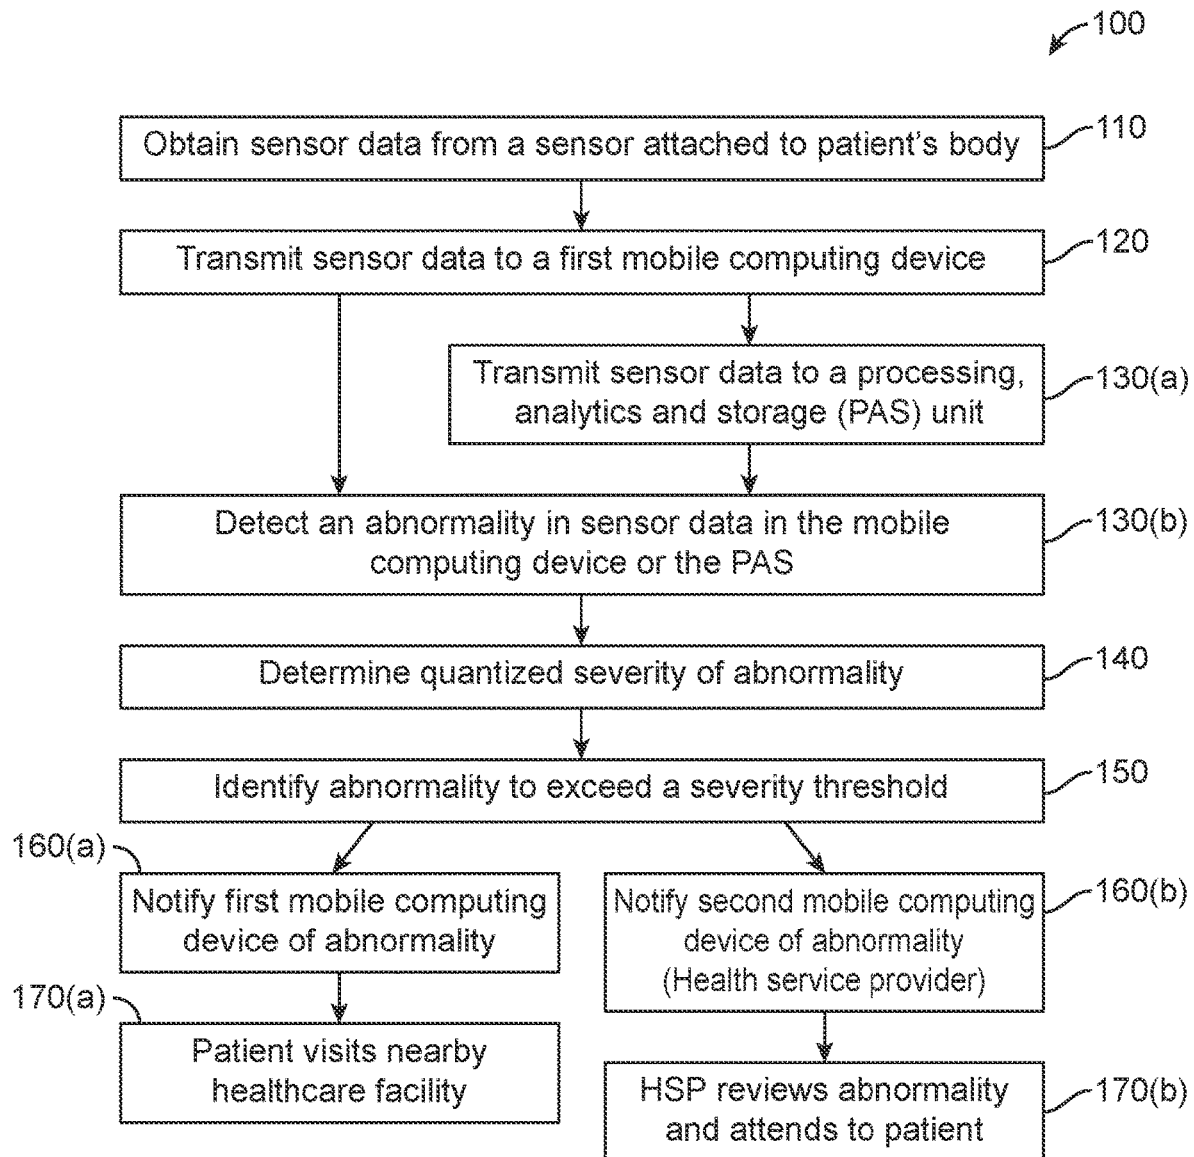 100
Obtain sensor data from a sensor attached to patient's body
110
Transmit sensor data to a first mobile computing device
120
Transmit sensor data to a processing,
analytics and storage (PAS) unit
130(a)
Detect an abnormality in sensor data in the mobile
computing device or the PAS
130(b)
Determine quantized severity of abnormality
140
Identify abnormality to exceed a severity threshold
150
160(a)
Notify first mobile computing
device of abnormality
Notify second mobile computing
device of abnormality
(Health service provider)
160(b)
170(a)
Patient visits nearby
healthcare facility
HSP reviews abnormality
and attends to patient
170(b)